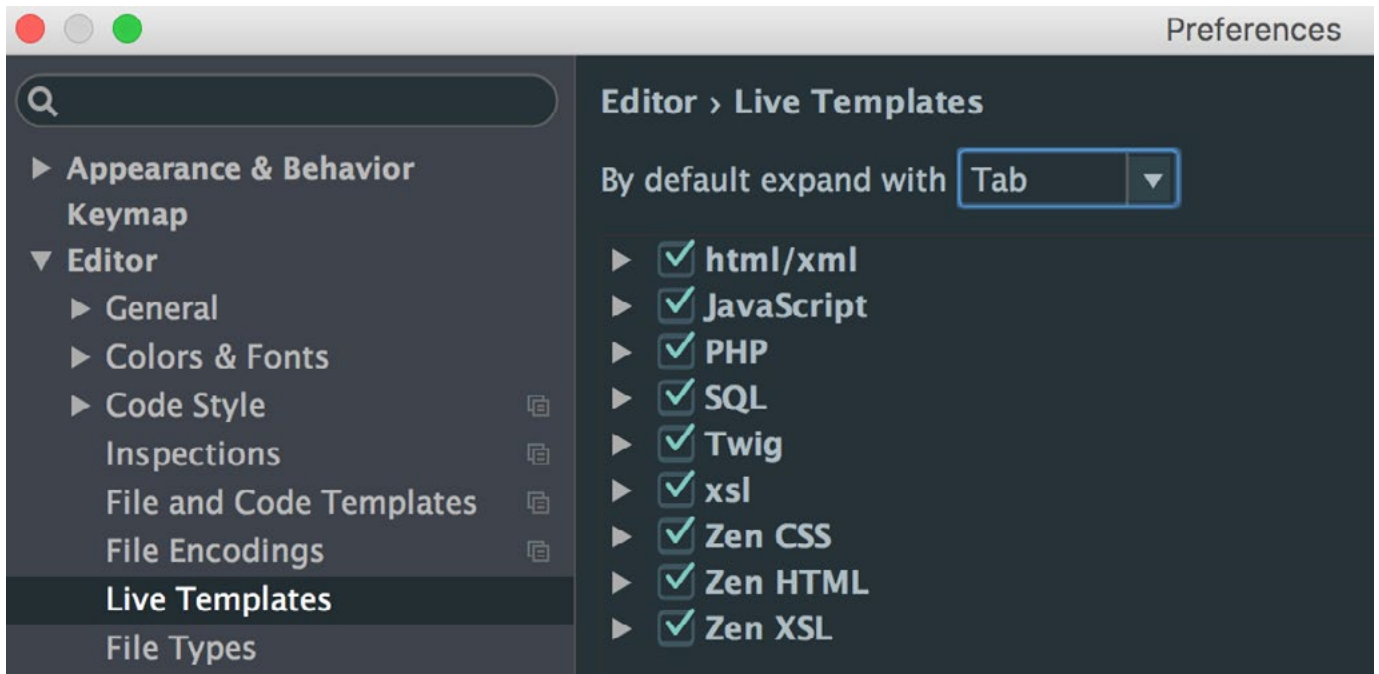 Preferences
Appearance & Behavior
Keymap
Editor
General
Colors & Fonts
Code Style
Inspections
File and Code Templates
File Encodings
Live Templates
File Types
Editor › Live Templates
By default expand with Tab
html/xml
JavaScript
PHP
SQL
Twig
xsl
Zen CSS
Zen HTML
Zen XSL